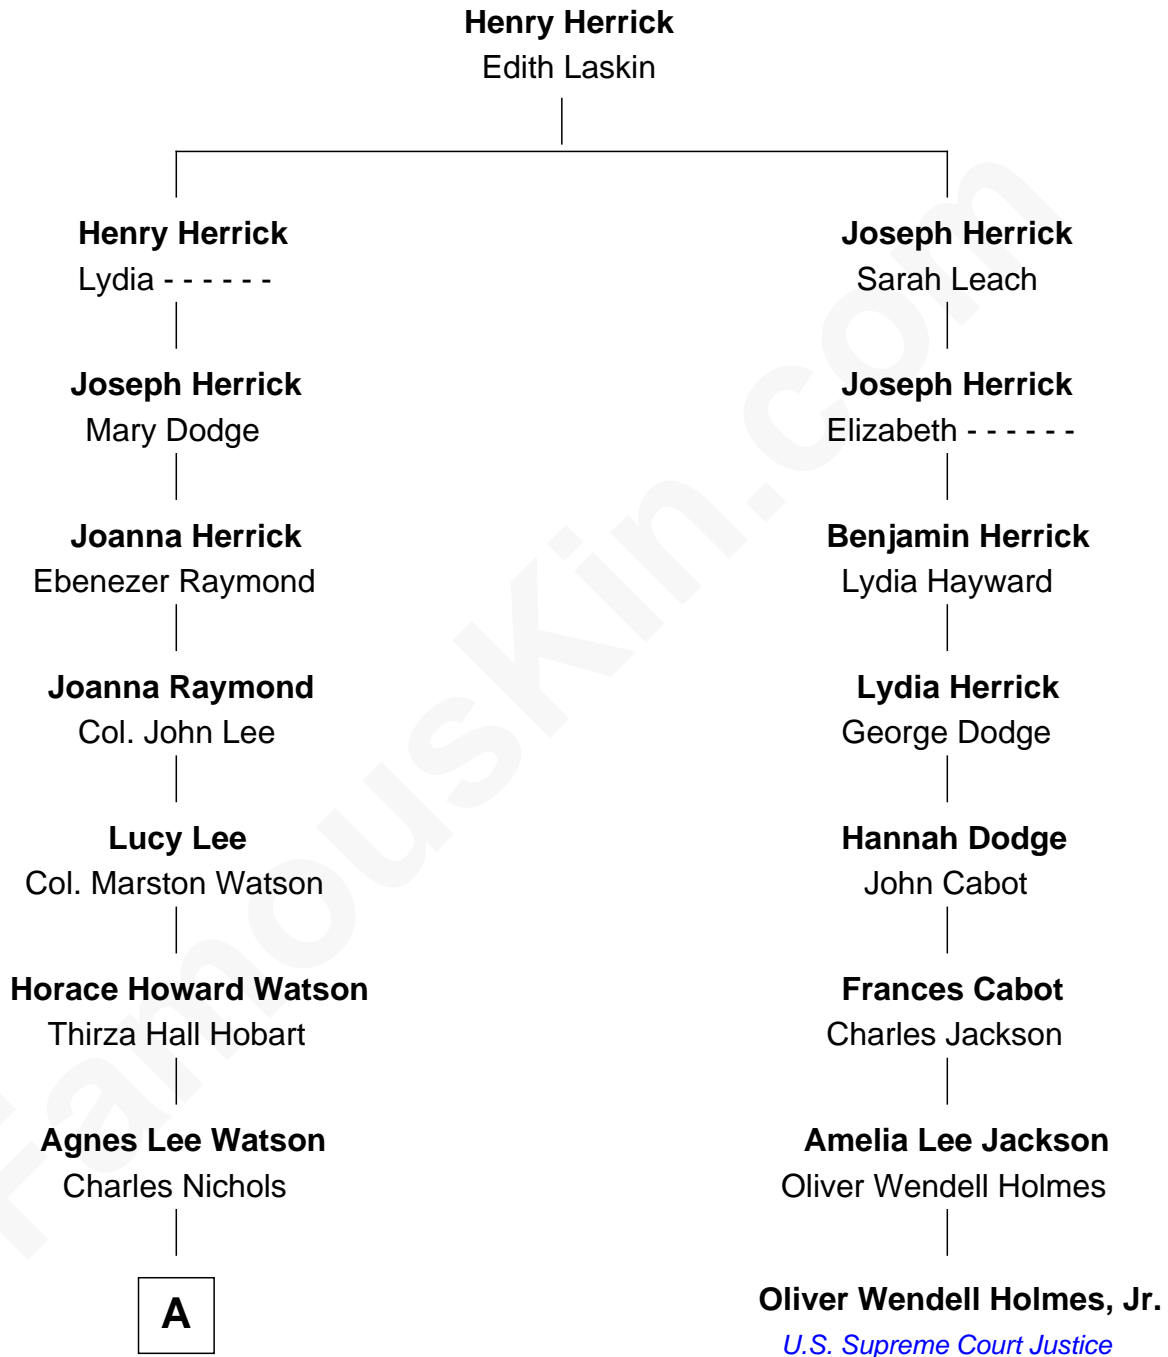 Henry Herrick
Edith Laskin
Henry Herrick
Lydia - - - - - -
Joseph Herrick
Sarah Leach
Joseph Herrick
Mary Dodge
Joseph Herrick
Elizabeth - - - - - -
Joanna Herrick
Ebenezer Raymond
Benjamin Herrick
Lydia Hayward
Joanna Raymond
Col. John Lee
Lydia Herrick
George Dodge
Lucy Lee
Col. Marston Watson
Hannah Dodge
John Cabot
Horace Howard Watson
Thirza Hall Hobart
Frances Cabot
Charles Jackson
Agnes Lee Watson
Charles Nichols
Amelia Lee Jackson
Oliver Wendell Holmes
A
Oliver Wendell Holmes, Jr.
U.S. Supreme Court Justice
FamousKin.com